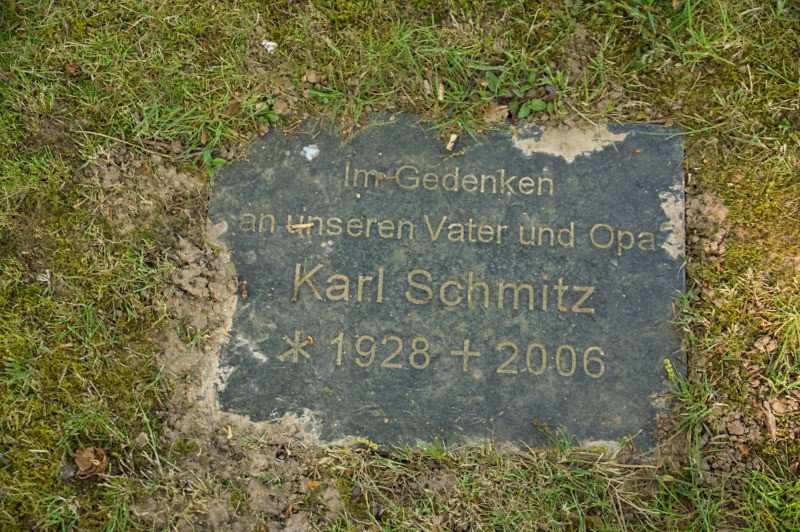 Im Gedenken
an unseren Vater und Opa
Karl Schmitz
* 1928 + 2006